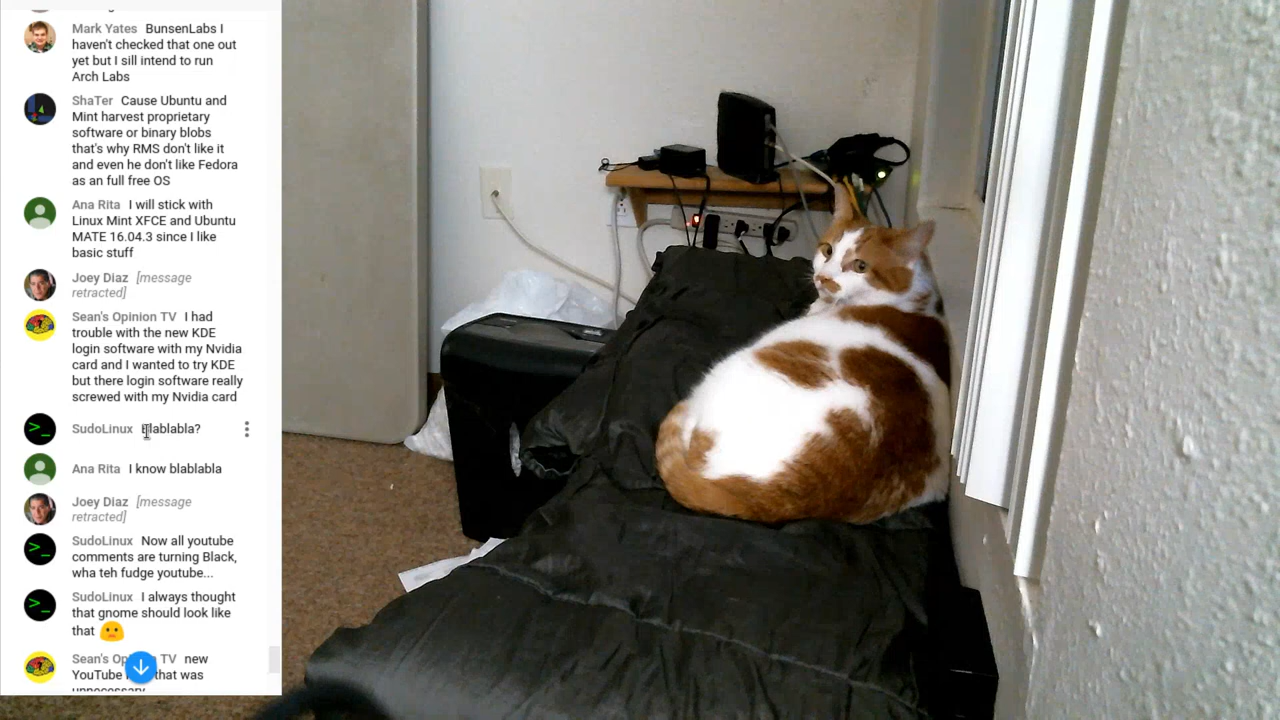 Mark Yates BunsenLabs I
haven't checked that one out
yet but I sill intend to run
Arch Labs
ShaTer Cause Ubuntu and
Mint harvest proprietary
software or binary blobs
that's why RMS don't like it
and even he don't like Fedora
as an full free OS
Ana Rita I will stick with
Linux Mint XFCE and Ubuntu
MATE 16.04.3 since I like
basic stuff
Joey Diaz [message
retracted]
Sean's Opinion TV I had
trouble with the new KDE
login software with my Nvidia
card and I wanted to try KDE
but there login software really
screwed with my Nvidia card
SudoLinux Blablabla?
Ana Rita I know blablabla
Joey Diaz [message
retracted]
SudoLinux Now all youtube
comments are turning Black,
wha teh fudge youtube...
SudoLinux I always thought
that gnome should look like
that
Sean's TV new
YouTube that was
unnecessary